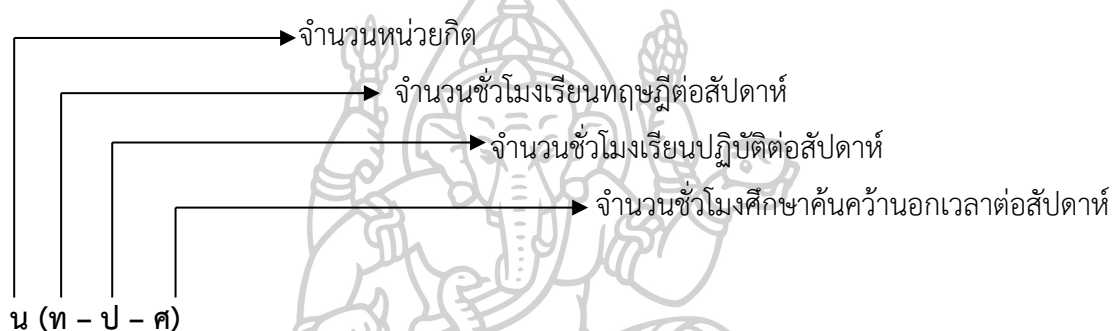 จำนวนหน่วยกิต
จำนวนชั่วโมงเรียนทฤษฎีต่อสัปดาห์
จำนวนชั่วโมงเรียนปฏิบัติต่อสัปดาห์
จำนวนชั่วโมงศึกษาค้นคว้านอกเวลาต่อสัปดาห์
น (ท – ป – ศ)